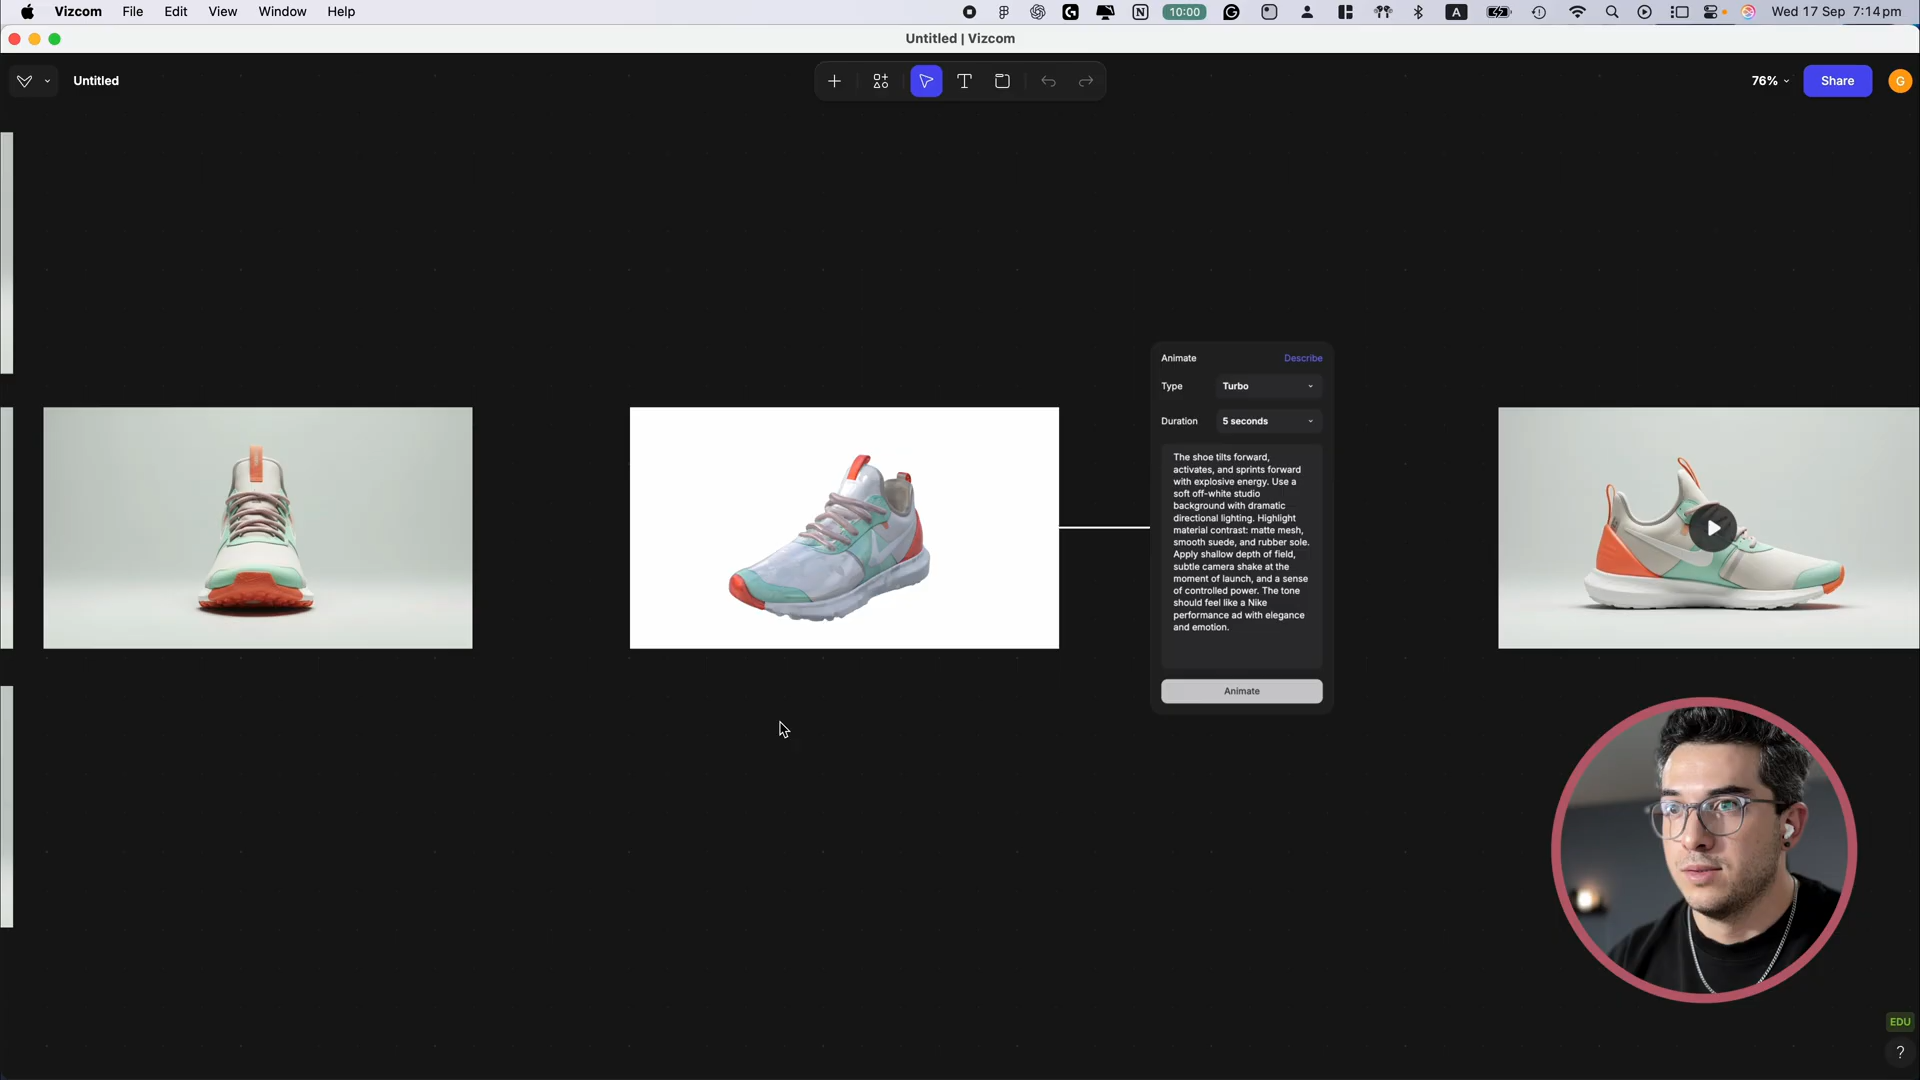 Vizcom File Edit View Window Help
10:00
A
Wed 17 Sep 7:14pm
Untitled | Vizcom
Untitled
76%
Share
G
Animate Describe
Type Turbo
Duration 5 seconds
The shoe tilts forward,
activates, and sprints forward
with explosive energy. Use a
soft off-white studio
background with dramatic
directional lighting. Highlight
material contrast: matte mesh,
smooth suede, and rubber sole.
Apply shallow depth of field,
subtle camera shake at the
moment of launch, and a sense
of controlled power. The tone
should feel like a Nike
performance ad with elegance
and emotion.
Animate
EDU
?